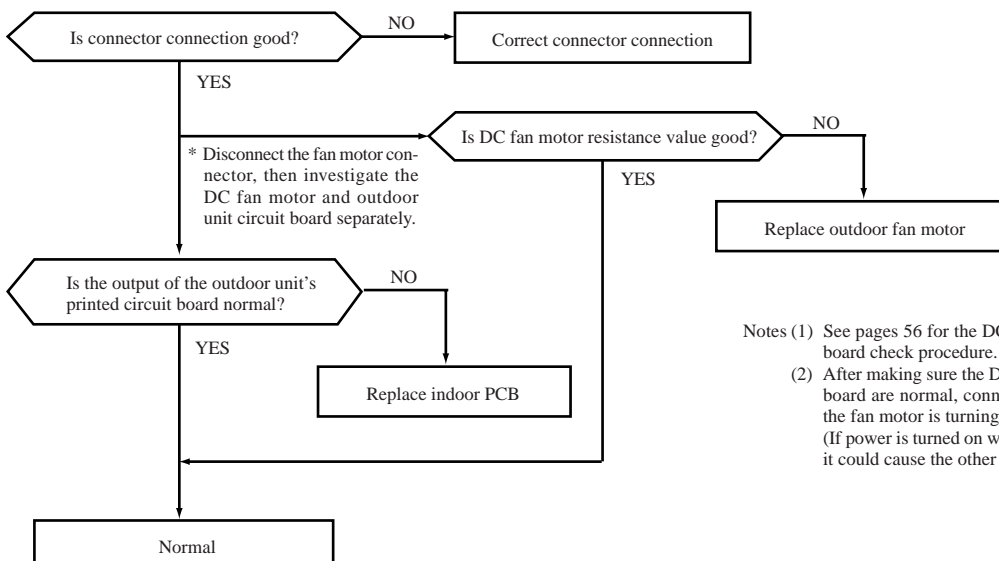 Is connector connection good?
NO
Correct connector connection
YES
Is DC fan motor resistance value good?
NO
* Disconnect the fan motor con-
nector, then investigate the
DC fan motor and outdoor
unit circuit board separately.
YES
Replace outdoor fan motor
Is the output of the outdoor unit's
printed circuit board normal?
NO
YES
Replace indoor PCB
Notes (1) See pages 56 for the DC
board check procedure.
(2) After making sure the D
board are normal, conn
the fan motor is turning
(If power is turned on w
it could cause the other
Normal